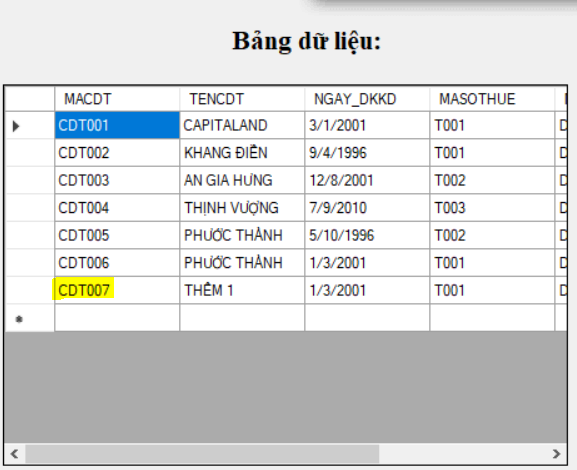 Bảng dữ liệu:
MACDT TENCDT NGAY_DKKD MASOTHUE
CDT001 CAPITALAND 3/1/2001 T001
CDT002 KHANG ĐIỀN 9/4/1996 T001
CDT003 AN GIA HƯNG 12/8/2001 T002
CDT004 THỊNH VƯỢNG 7/9/2010 T003
CDT005 PHƯỚC THÀNH 5/10/1996 T002
CDT006 PHƯỚC THÀNH 1/3/2001 T001
CDT007 THÊM 1 1/3/2001 T001